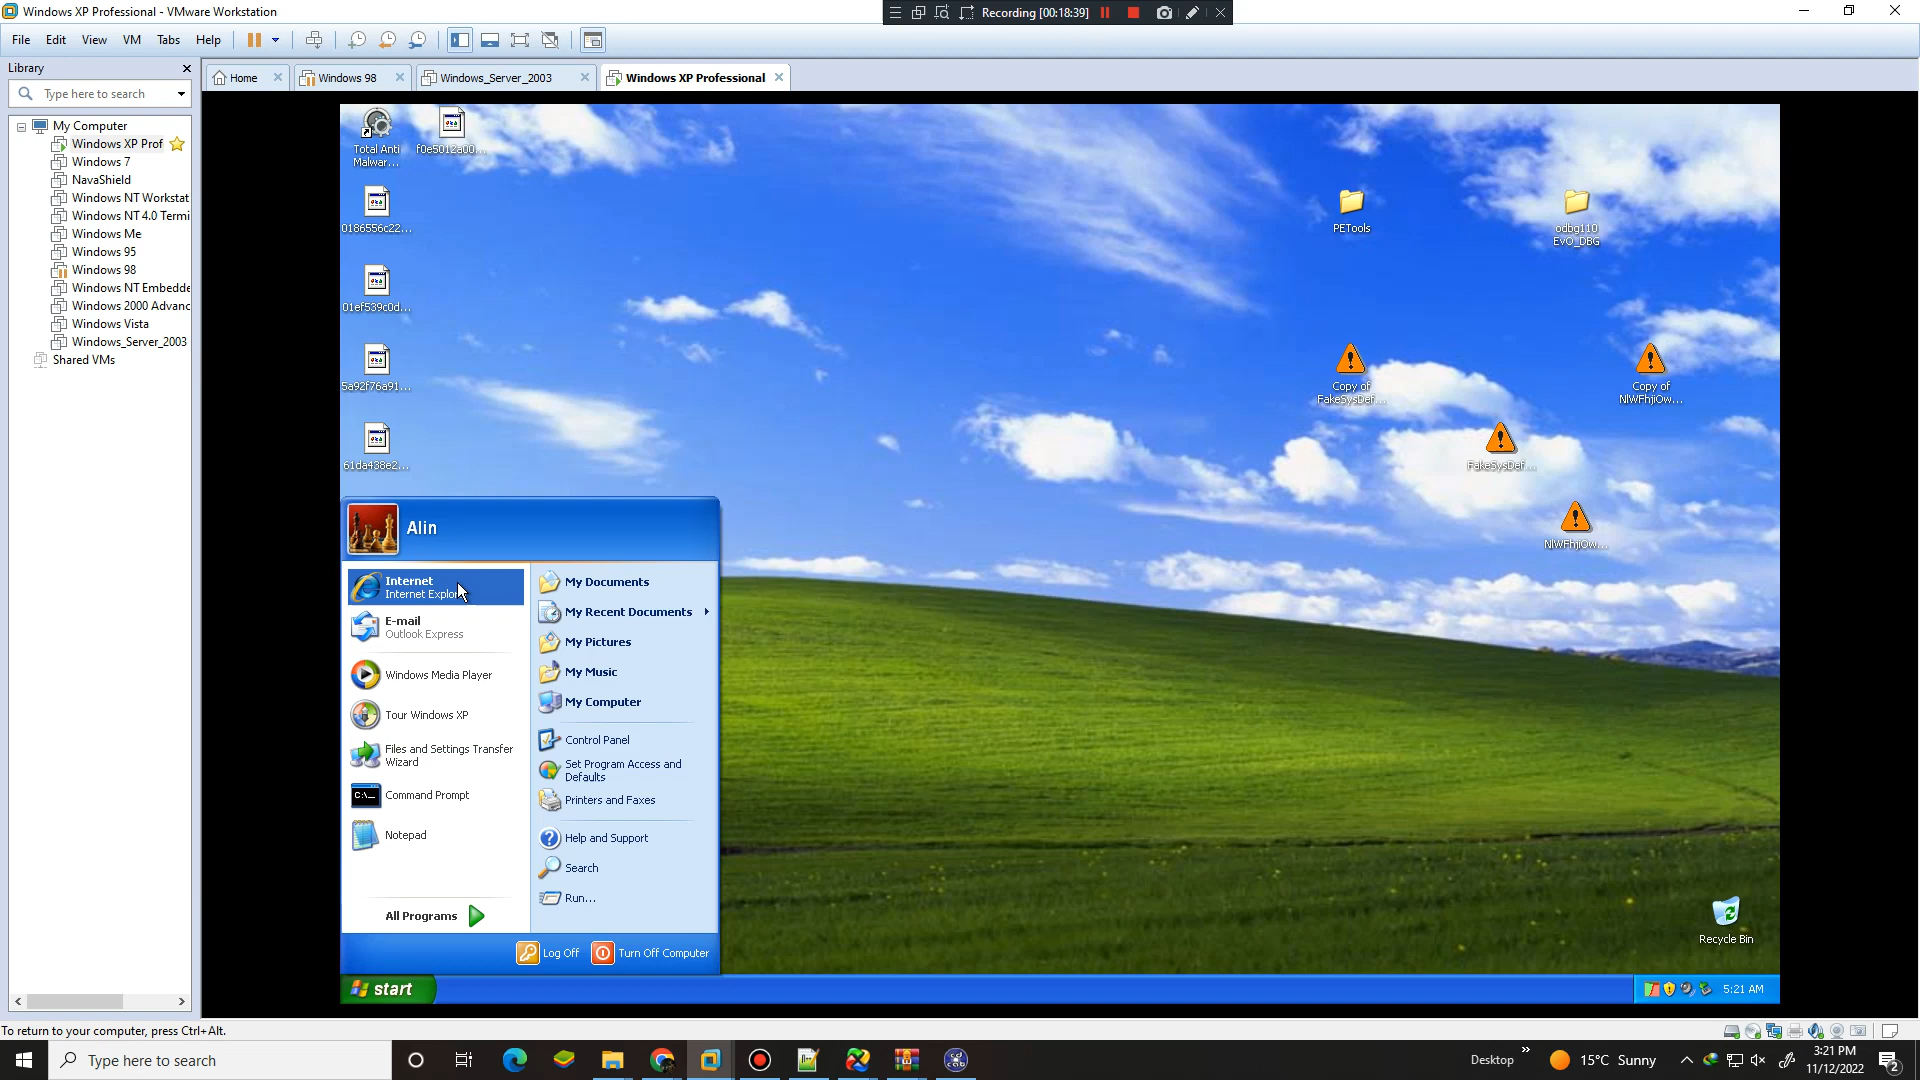 Windows XP Professional - VMware Workstation
Recording [00:18:39]
File Edit View VM Tabs Help
Library
Type here to search
My Computer
Windows XP Prof
Windows 7
NavaShield
Windows NT Workstat
Windows NT 4.0 Termi
Windows Me
Windows 95
Windows 98
Windows NT Embedde
Windows 2000 Advanc
Windows Vista
Windows_Server_2003
Shared VMs
Home
Windows 98
Windows_Server_2003
Windows XP Professional
Total Anti
Malwar...
f0e5012a00...
0186556c22...
01ef539c0d...
5a92f76a91...
61da438e2...
PETools
odbg110
EvO_DBG
Copy of
FakeSysDef...
Copy of
NlWFhjiOw...
FakeSysDef...
NlWFhjiOw...
Recycle Bin
Alin
Internet
Internet Explor
E-mail
Outlook Express
Windows Media Player
Tour Windows XP
Files and Settings Transfer
Wizard
C:\_
Command Prompt
Notepad
All Programs
My Documents
My Recent Documents
My Pictures
My Music
My Computer
Control Panel
Set Program Access and
Defaults
Printers and Faxes
Help and Support
Search
Run...
Log Off
Turn Off Computer
start
5:21 AM
To return to your computer, press Ctrl+Alt.
Type here to search
Desktop
15°C Sunny
3:21 PM
11/12/2022
2